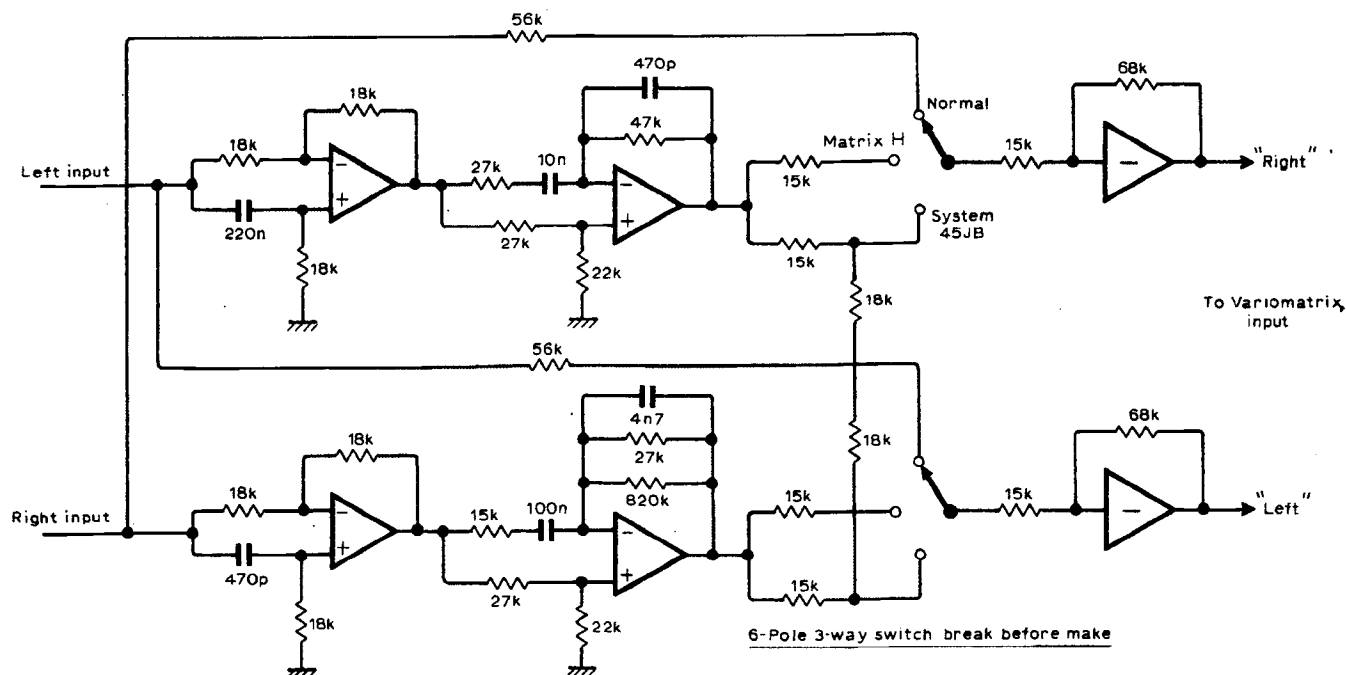 56k
470p
68k
18k
Normal
47k
18k
Matrix H
10n
27k
15k
"Right"
Left input
15k
220n
System
45JB
27k
15k
18k
22k
18k
To Variomatrix
input
56k
4n7
68k
18k
27k
18k
820k
18k
100n
15k
15k
15k
"Left"
Right input
470p
27k
15k
18k
22k
6-Pole 3-way switch break before make